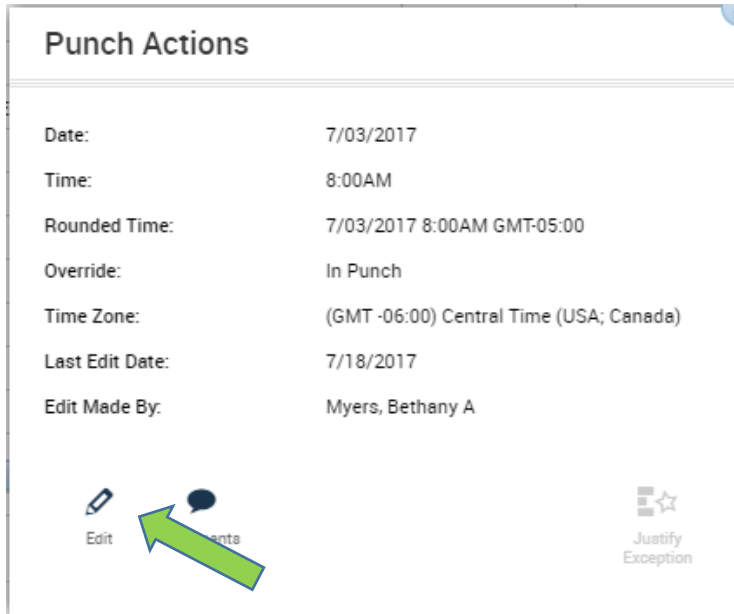 Punch Actions
Date: 7/03/2017
Time: 8:00AM
Rounded Time: 7/03/2017 8:00AM GMT-05:00
Override: In Punch
Time Zone: (GMT -06:00) Central Time (USA; Canada)
Last Edit Date: 7/18/2017
Edit Made By: Myers, Bethany A
Edit
Justify
Exception